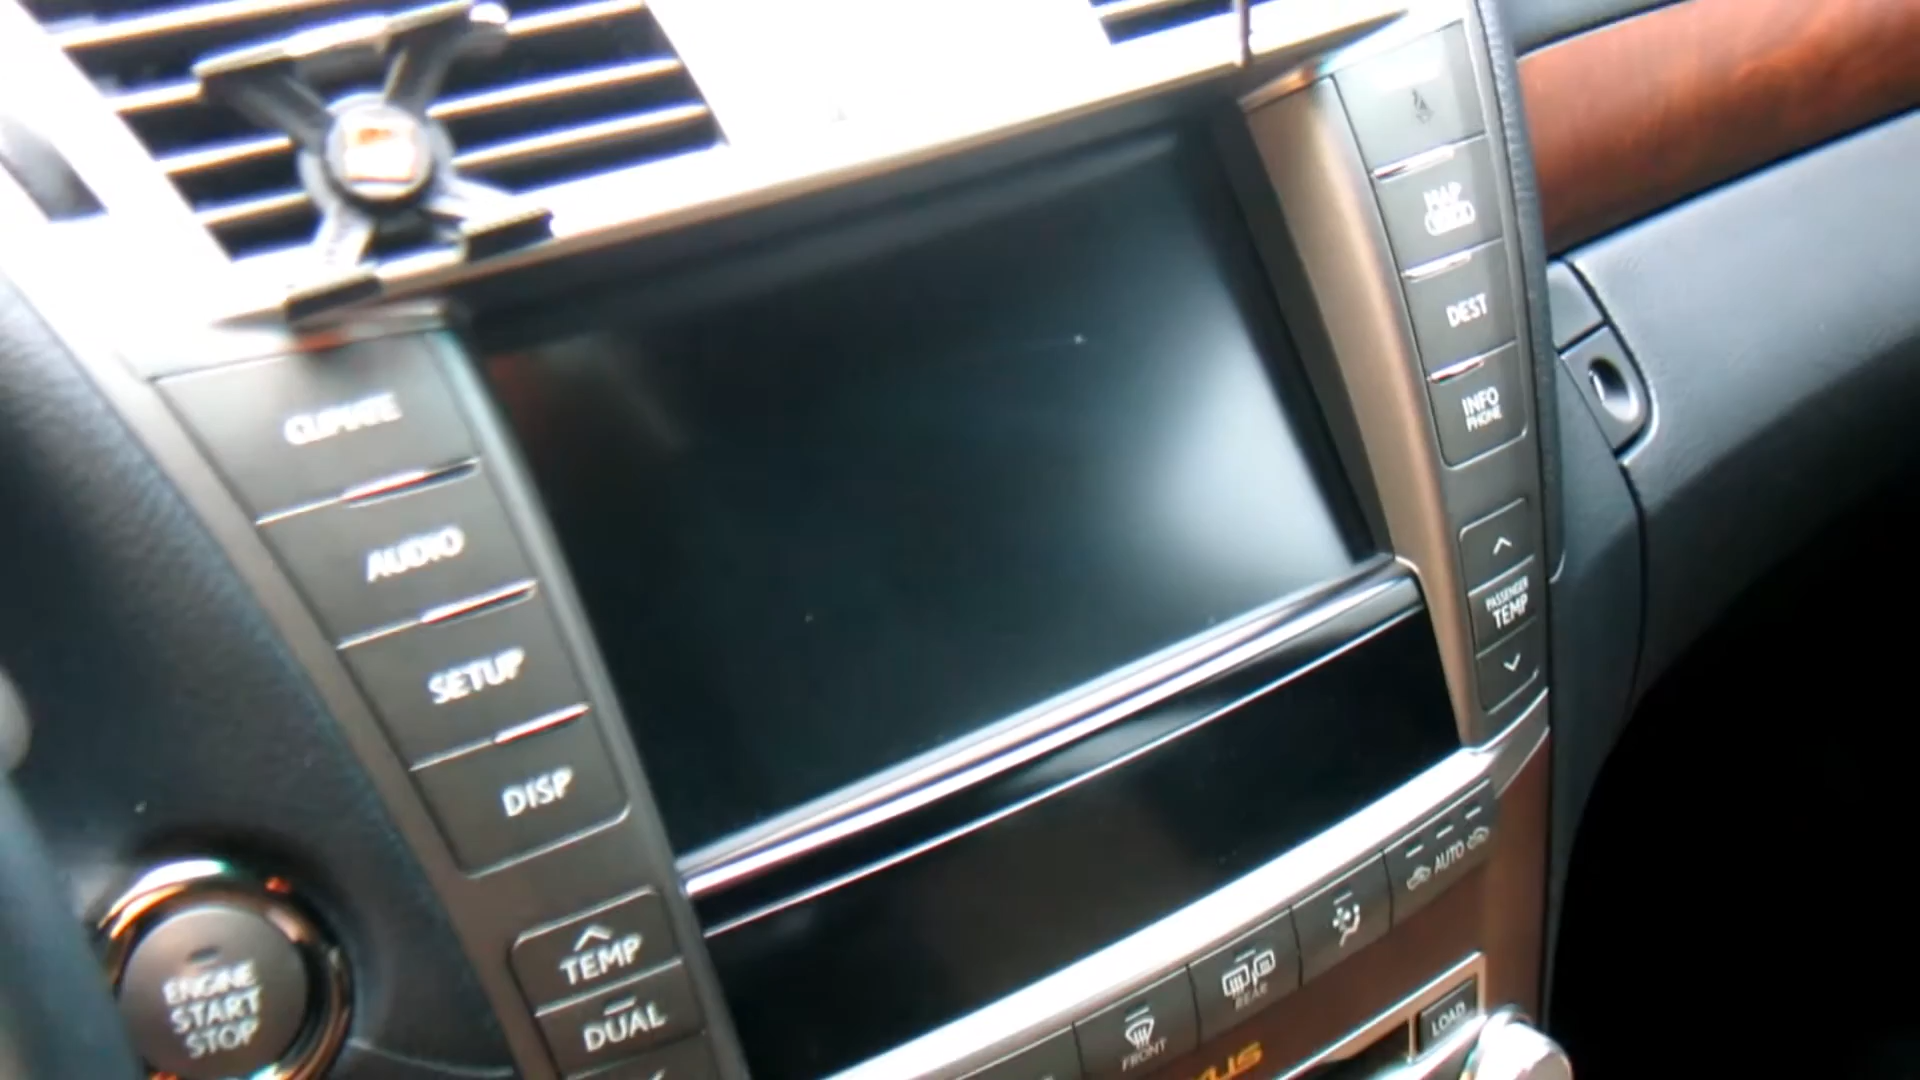 CLIMATE
AUDIO
SETUP
DISP
TEMP
DUAL
ENGINE
START
STOP
MAP
VOICE
DEST
INFO
PHONE
PASSENGER
TEMP
AUTO
REAR
FRONT
LOAD